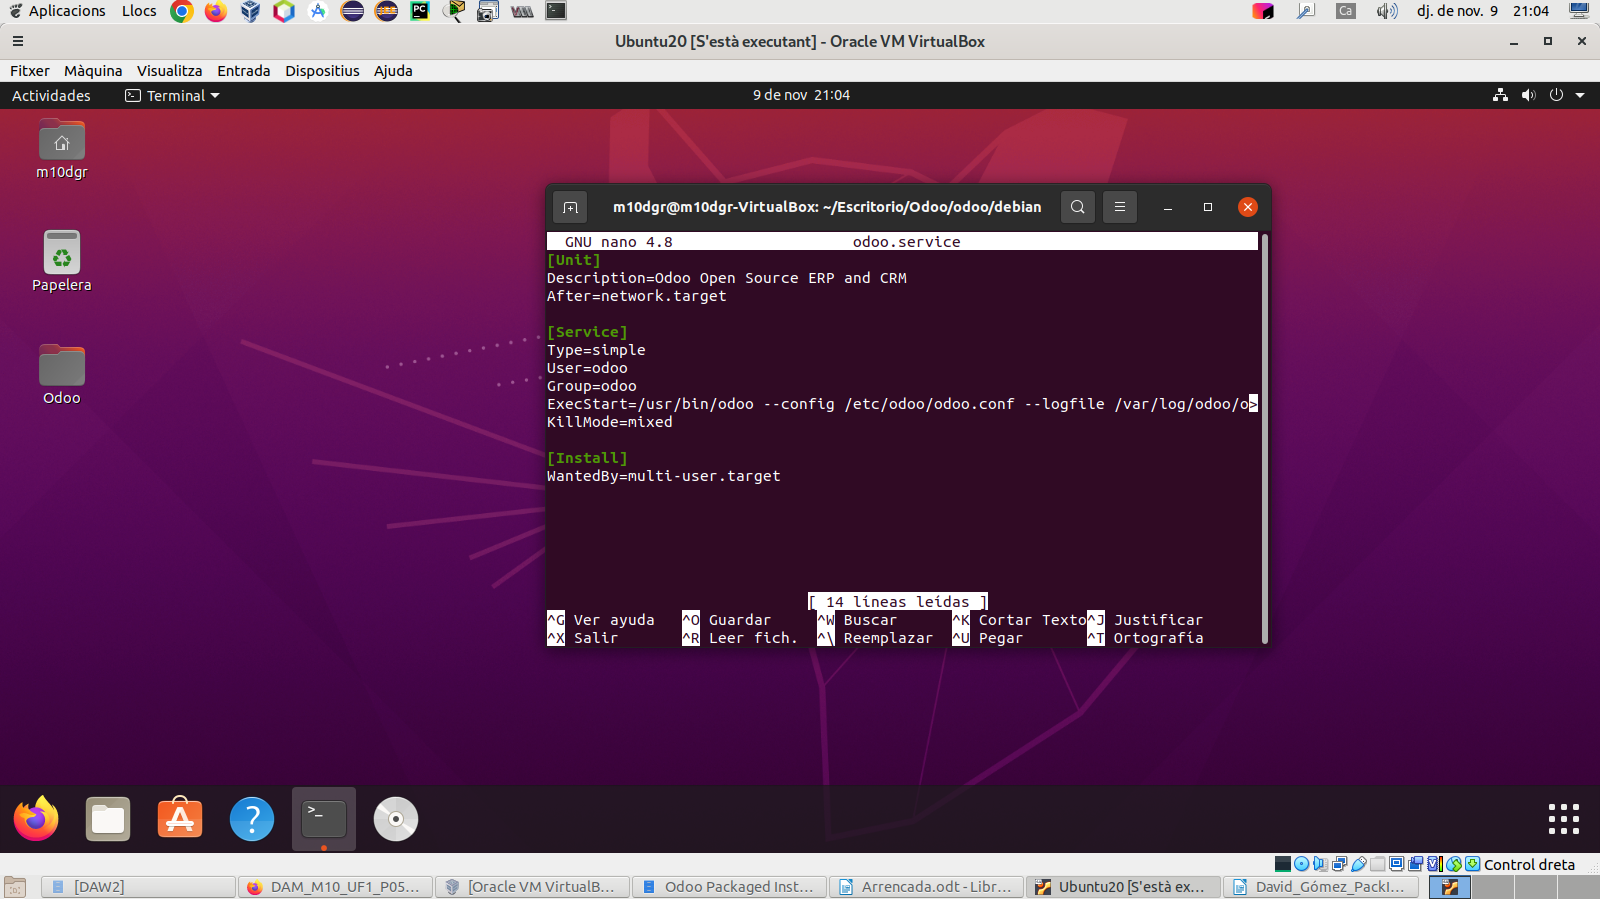 Aplicacions Llocs Ca dj. de nov. 9 21:04
Ubuntu20 [S'està executant] - Oracle VM VirtualBox
Fitxer Màquina Visualitza Entrada Dispositius Ajuda
Actividades Terminal 9 de nov 21:04
m10dgr
Papelera
Odoo
m10dgr@m10dgr-VirtualBox: ~/Escritorio/Odoo/odoo/debian
GNU nano 4.8 odoo.service
[Unit]
Description=Odoo Open Source ERP and CRM
After=network.target
[Service]
Type=simple
User=odoo
Group=odoo
ExecStart=/usr/bin/odoo --config /etc/odoo/odoo.conf --logfile /var/log/odoo/o>
KillMode=mixed
[Install]
WantedBy=multi-user.target
[ 14 líneas leídas ]
^G Ver ayuda ^O Guardar ^W Buscar ^K Cortar Texto ^J Justificar
^X Salir ^R Leer fich. ^\ Reemplazar ^U Pegar ^T Ortografía
Control dreta
[DAW2] DAM_M10_UF1_P05... [Oracle VM VirtualB... Odoo Packaged Inst... Arrencada.odt - Libr... Ubuntu20 [S'està ex... David_Gómez_PackI...